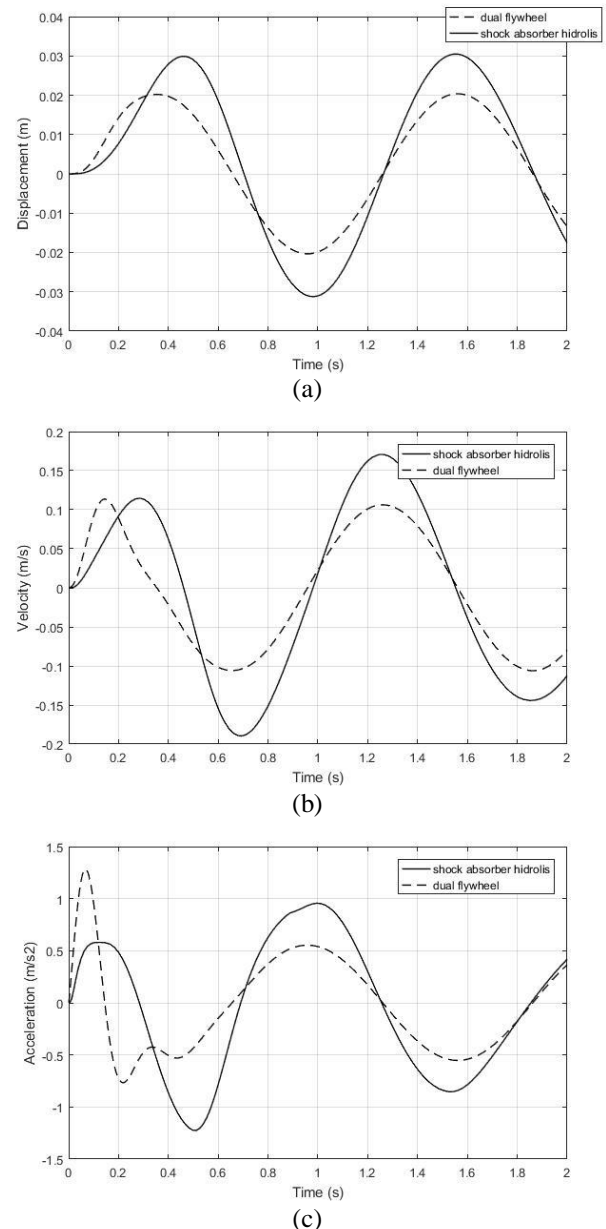 dual flywheel
shock absorber hidrolis
0.04
0.03
0.02
0.01
0
-0.01
-0.02
-0.03
-0.04
Displacement (m)
0 0.2 0.4 0.6 0.8 1 1.2 1.4 1.6 1.8 2
Time (s)
(a)
shock absorber hidrolis
dual flywheel
0.2
0.15
0.1
0.05
0
-0.05
-0.1
-0.15
-0.2
Velocity (m/s)
0 0.2 0.4 0.6 0.8 1 1.2 1.4 1.6 1.8 2
Time (s)
(b)
shock absorber hidrolis
dual flywheel
1.5
1
0.5
0
-0.5
-1
-1.5
Acceleration (m/s2)
0 0.2 0.4 0.6 0.8 1 1.2 1.4 1.6 1.8 2
Time (s)
(c)